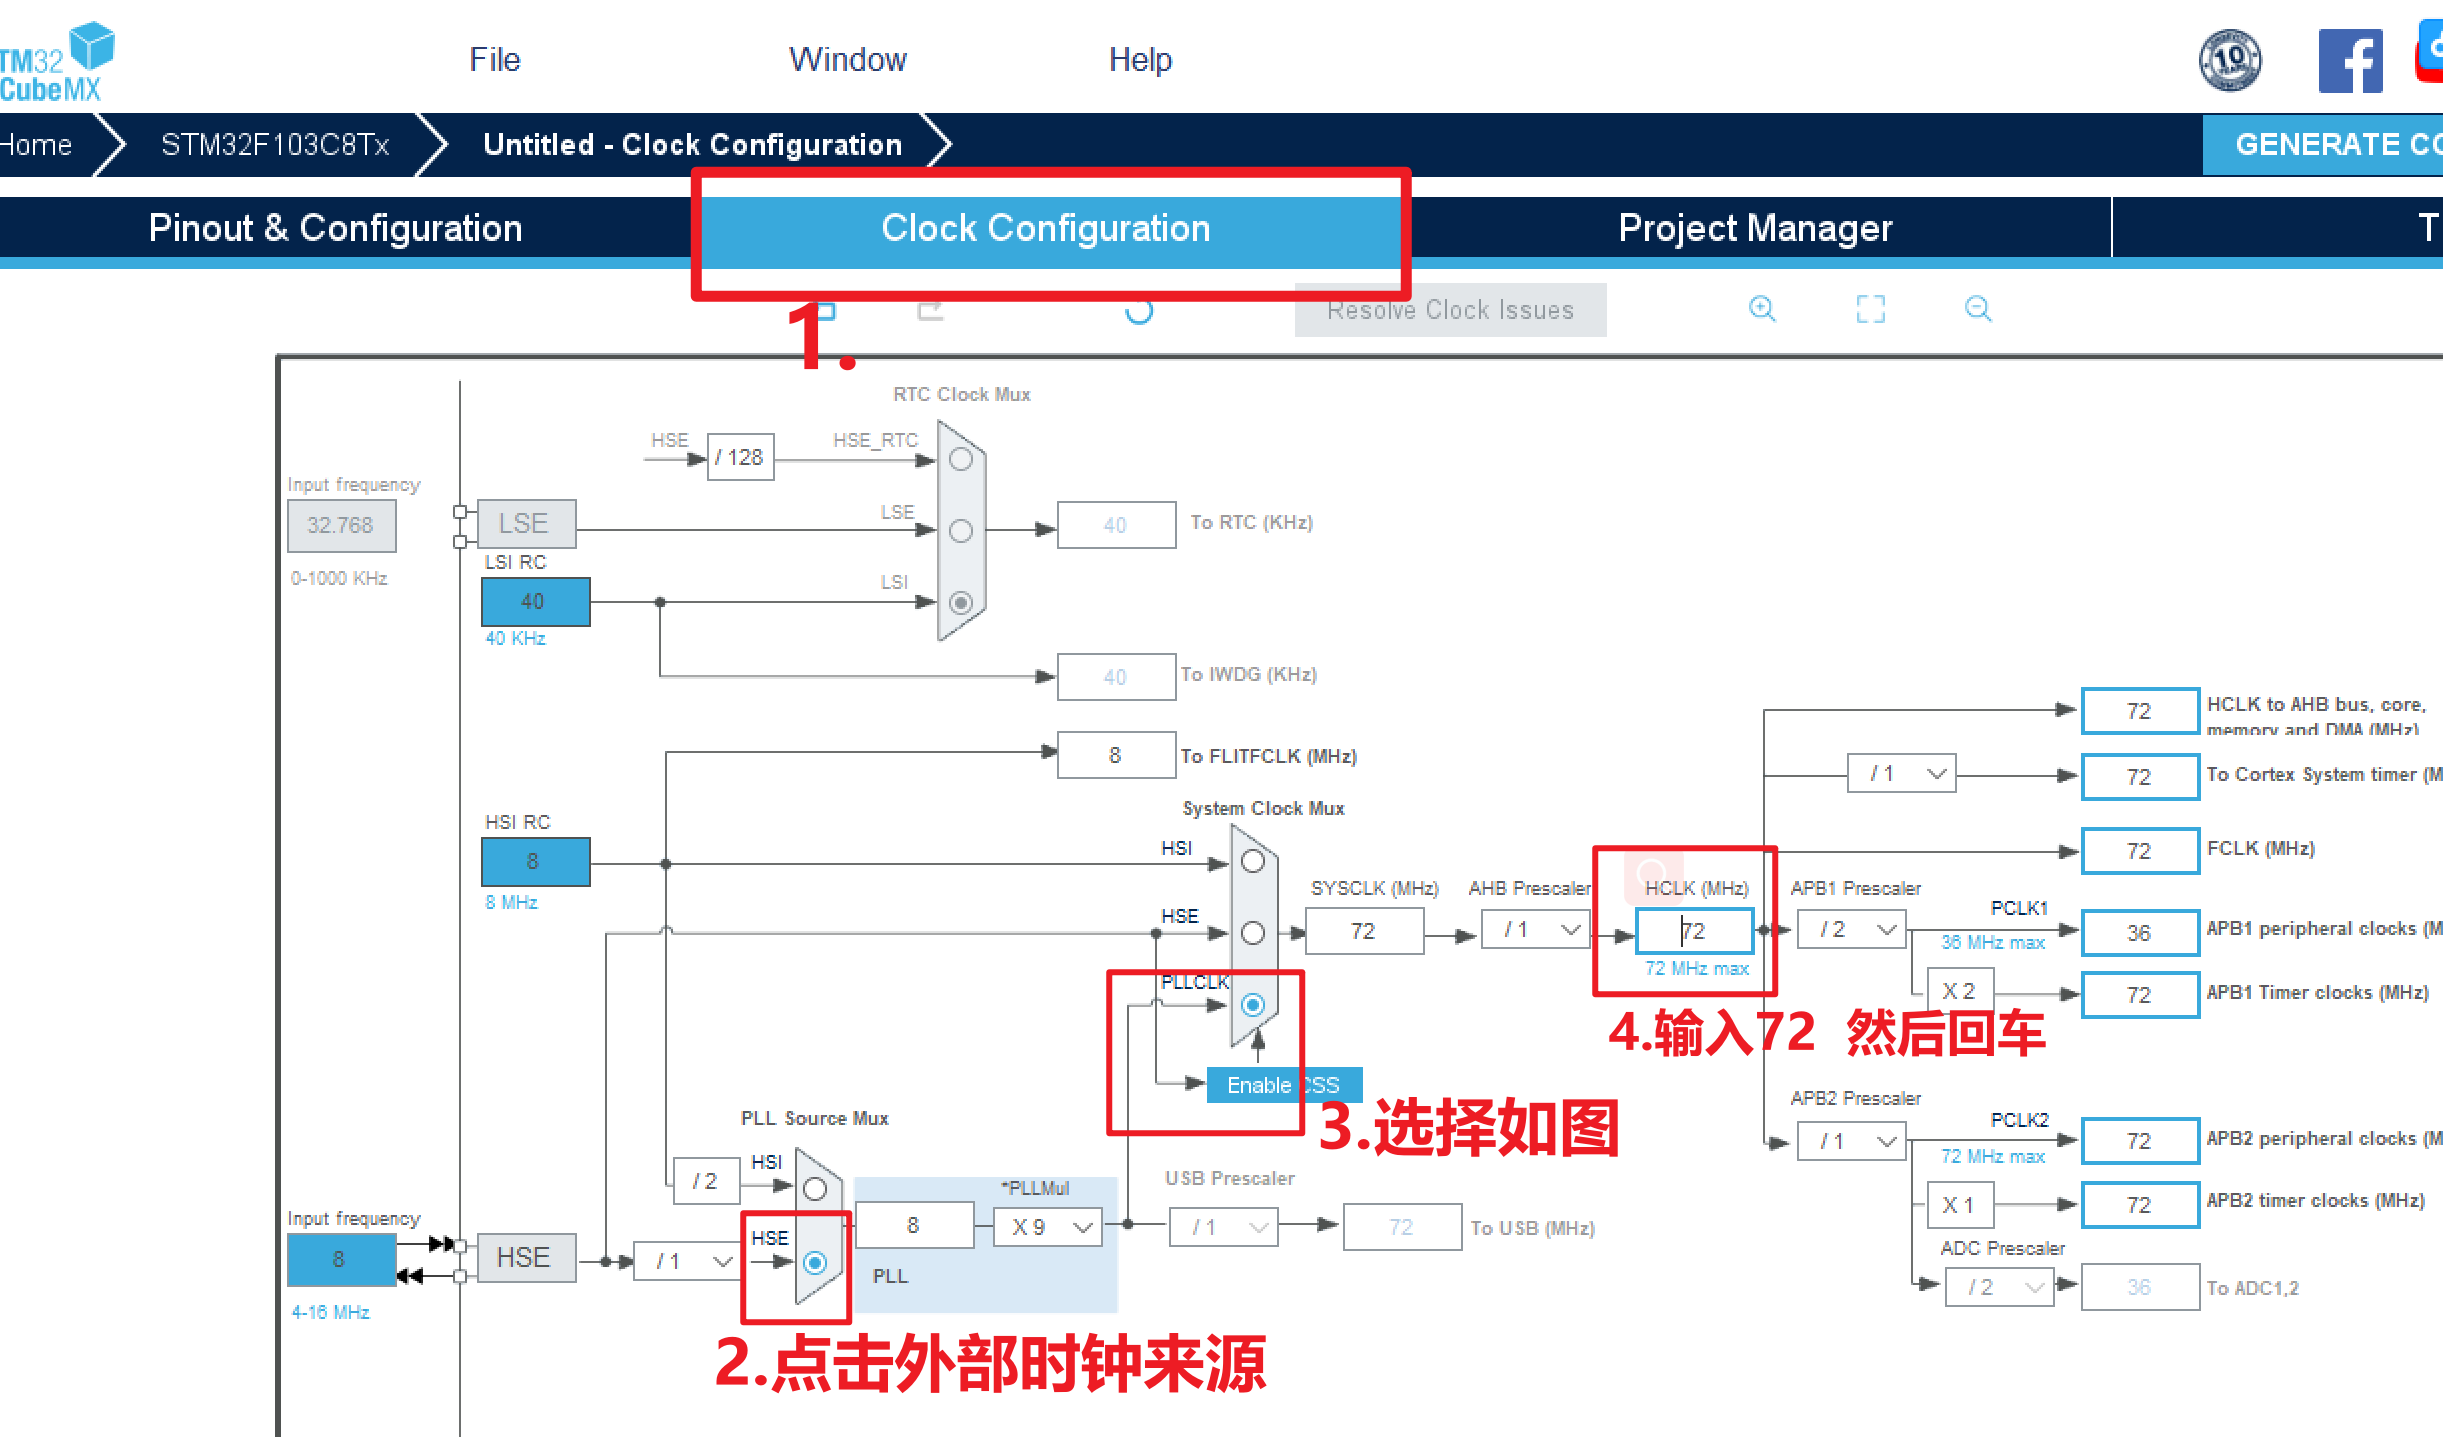 TM32
CubeMX
File
Window
Help
10
YEARS
Home
STM32F103C8Tx
Untitled - Clock Configuration
GENERATE CO
Pinout & Configuration
Clock Configuration
Project Manager
T
Resolve Clock Issues
1.
RTC Clock Mux
HSE
/ 128
HSE_RTC
Input frequency
32.768
0-1000 KHz
LSE
LSE
40
To RTC (KHz)
LSI RC
40
40 KHz
LSI
40
To IWDG (KHz)
8
To FLITFCLK (MHz)
System Clock Mux
HSI RC
8
8 MHz
HSI
HSE
PLLCLK
Enable CSS
SYSCLK (MHz)
72
AHB Prescaler
/ 1
HCLK (MHz)
72
72 MHz max
APB1 Prescaler
/ 2
PCLK1
36 MHz max
X 2
72
HCLK to AHB bus, core,
memory and DMA (MHz)
/ 1
72
To Cortex System timer (M
72
FCLK (MHz)
36
APB1 peripheral clocks (M
72
APB1 Timer clocks (MHz)
4.输入72 然后回车
3.选择如图
APB2 Prescaler
/ 1
PCLK2
72 MHz max
72
APB2 peripheral clocks (M
X 1
72
APB2 timer clocks (MHz)
ADC Prescaler
/ 2
36
To ADC1,2
PLL Source Mux
/ 2
HSI
HSE
Input frequency
8
4-16 MHz
HSE
/ 1
8
*PLLMul
X 9
PLL
USB Prescaler
/ 1
72
To USB (MHz)
2.点击外部时钟来源